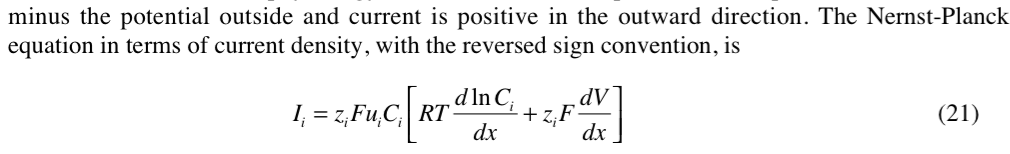 minus the potential outside and current is positive in the outward direction. The Nernst-Planck
equation in terms of current density, with the reversed sign convention, is
I_i = z_i F u_i C_i [ RT d ln C_i / dx + z_i F dV / dx ] (21)